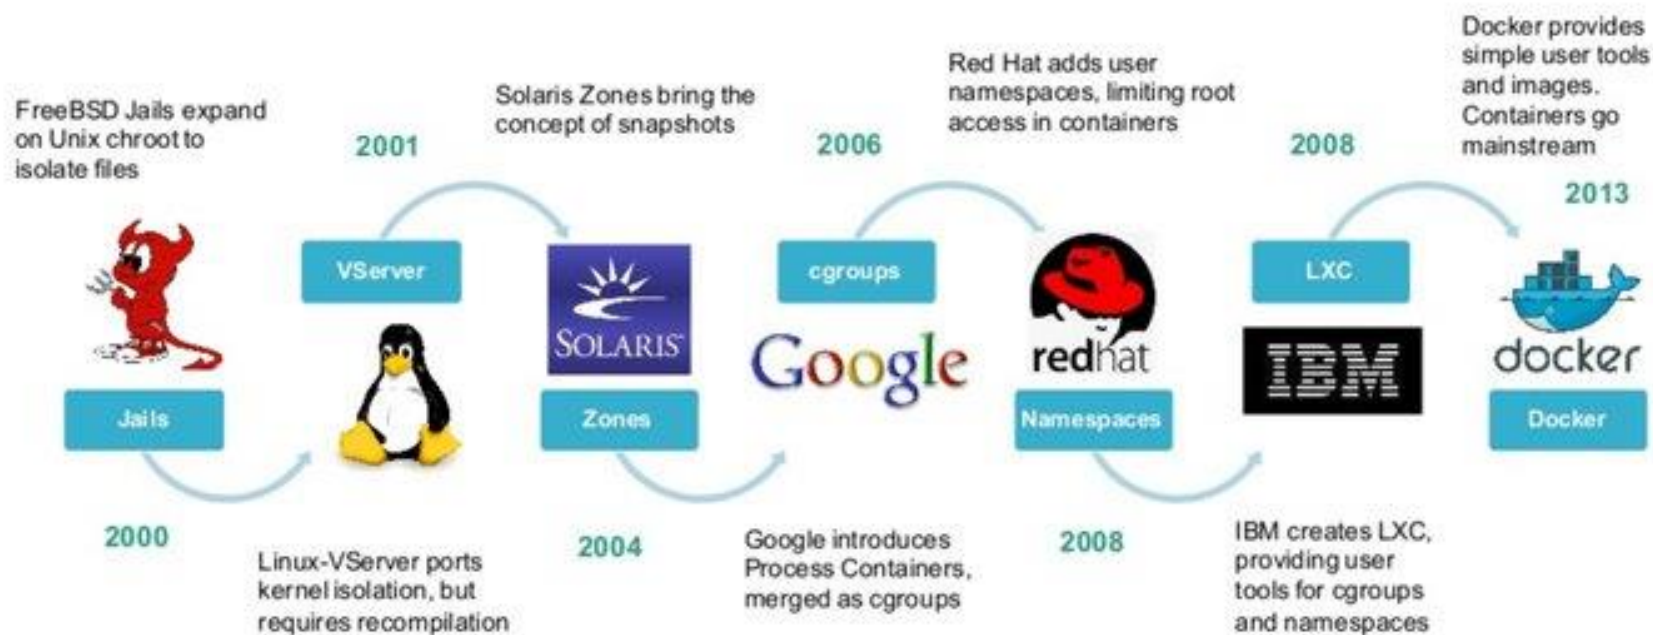 FreeBSD Jails expand
on Unix chroot to
isolate files
Jails
2000
2001
VServer
Linux-VServer ports
kernel isolation, but
requires recompilation
Solaris Zones bring the
concept of snapshots
SOLARIS
Zones
2004
2006
cgroups
Google
Google introduces
Process Containers,
merged as cgroups
Red Hat adds user
namespaces, limiting root
access in containers
redhat
Namespaces
2008
2008
LXC
IBM
IBM creates LXC,
providing user
tools for cgroups
and namespaces
Docker provides
simple user tools
and images.
Containers go
mainstream
2013
docker
Docker